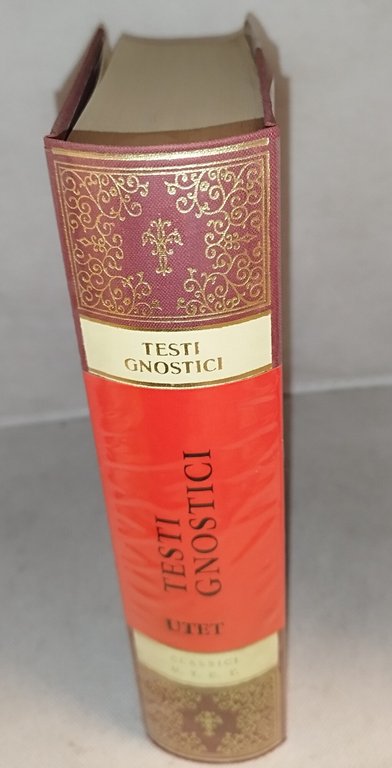 TESTI
GNOSTICI
TESTI
GNOSTICI
UTET
CLASSICI
U. T. E. T.